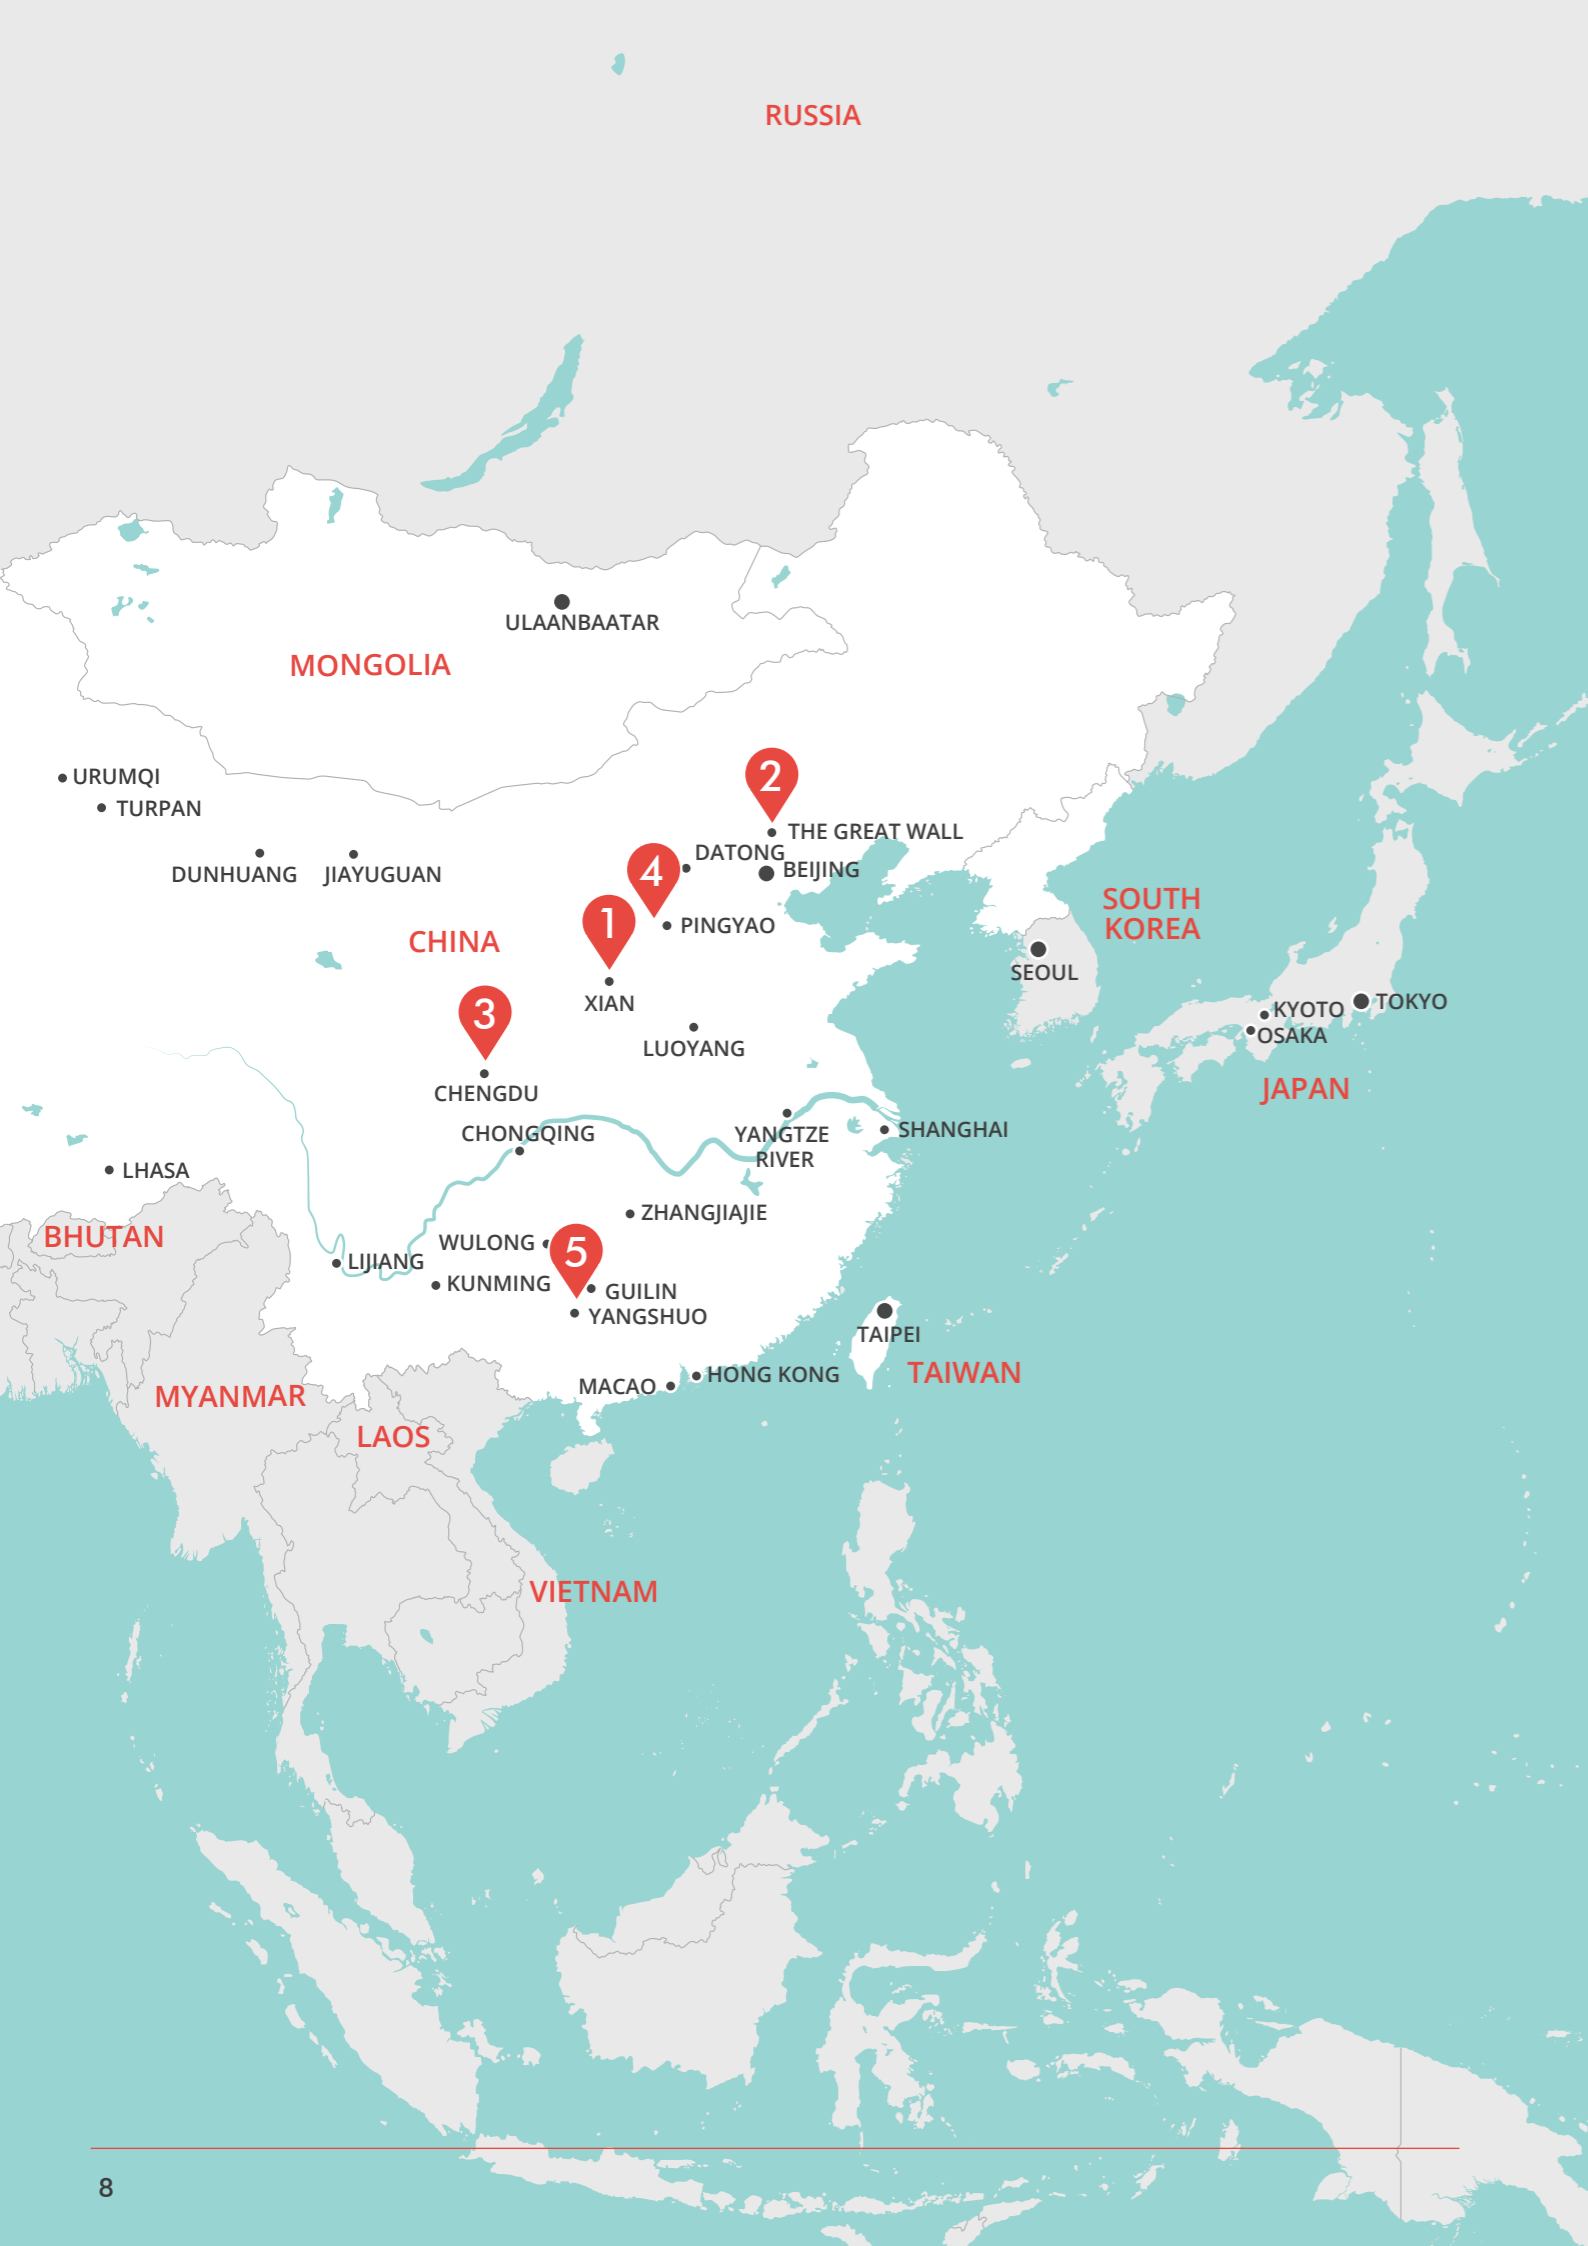 RUSSIA
ULAANBAATAR
MONGOLIA
URUMQI
TURPAN
2
THE GREAT WALL
DATONG
BEIJING
DUNHUANG
JIAYUGUAN
4
1
PINGYAO
CHINA
SOUTH
KOREA
SEOUL
XIAN
3
KYOTO
TOKYO
OSAKA
LUOYANG
JAPAN
CHENGDU
CHONGQING
YANGTZE
RIVER
SHANGHAI
LHASA
ZHANGJIAJIE
BHUTAN
WULONG
5
LIJIANG
KUNMING
GUILIN
YANGSHUO
TAIPEI
TAIWAN
HONG KONG
MACAO
MYANMAR
LAOS
VIETNAM
8